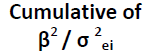 Cumulative of
β² / σ²ei